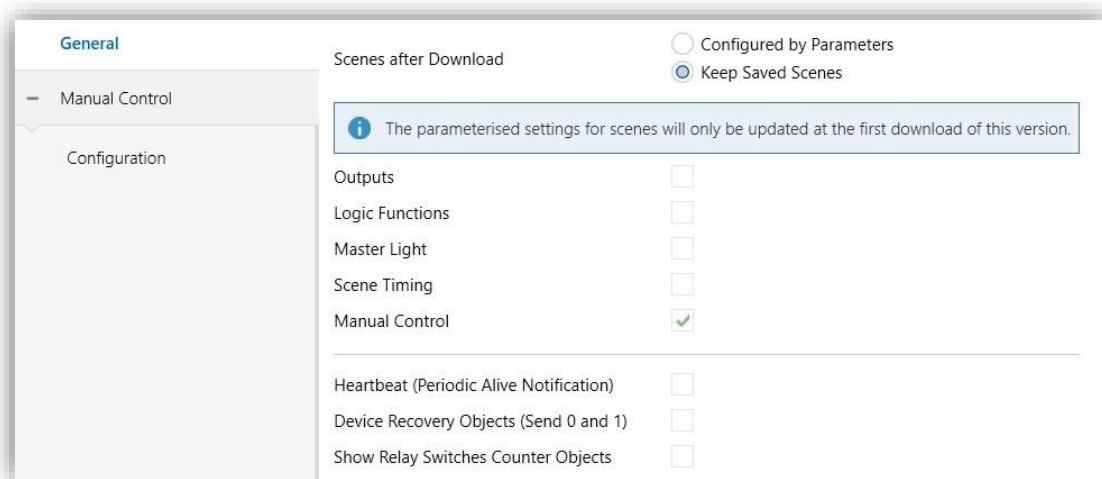 General
Manual Control
Configuration
Scenes after Download
Configured by Parameters
Keep Saved Scenes
The parameterised settings for scenes will only be updated at the first download of this version.
Outputs
Logic Functions
Master Light
Scene Timing
Manual Control
Heartbeat (Periodic Alive Notification)
Device Recovery Objects (Send 0 and 1)
Show Relay Switches Counter Objects